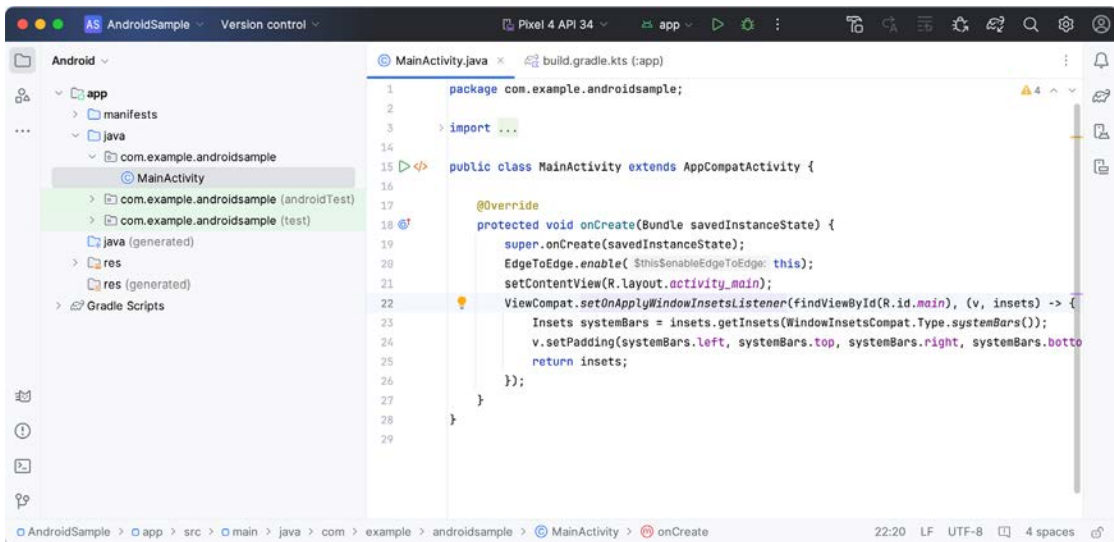 AS AndroidSample Version control Pixel 4 API 34 app
Android
app
manifests
java
com.example.androidsample
MainActivity
com.example.androidsample (androidTest)
com.example.androidsample (test)
java (generated)
res
res (generated)
Gradle Scripts
MainActivity.java build.gradle.kts (:app)
4
1 package com.example.androidsample;
2
3 import ...
14
15 public class MainActivity extends AppCompatActivity {
16
17 @Override
18 protected void onCreate(Bundle savedInstanceState) {
19 super.onCreate(savedInstanceState);
20 EdgeToEdge.enable( $this$enableEdgeToEdge: this);
21 setContentView(R.layout.activity_main);
22 ViewCompat.setOnApplyWindowInsetsListener(findViewById(R.id.main), (v, insets) -> {
23 Insets systemBars = insets.getInsets(WindowInsetsCompat.Type.systemBars());
24 v.setPadding(systemBars.left, systemBars.top, systemBars.right, systemBars.botto
25 return insets;
26 });
27 }
28 }
29
AndroidSample > app > src > main > java > com > example > androidsample > MainActivity > onCreate 22:20 LF UTF-8 4 spaces